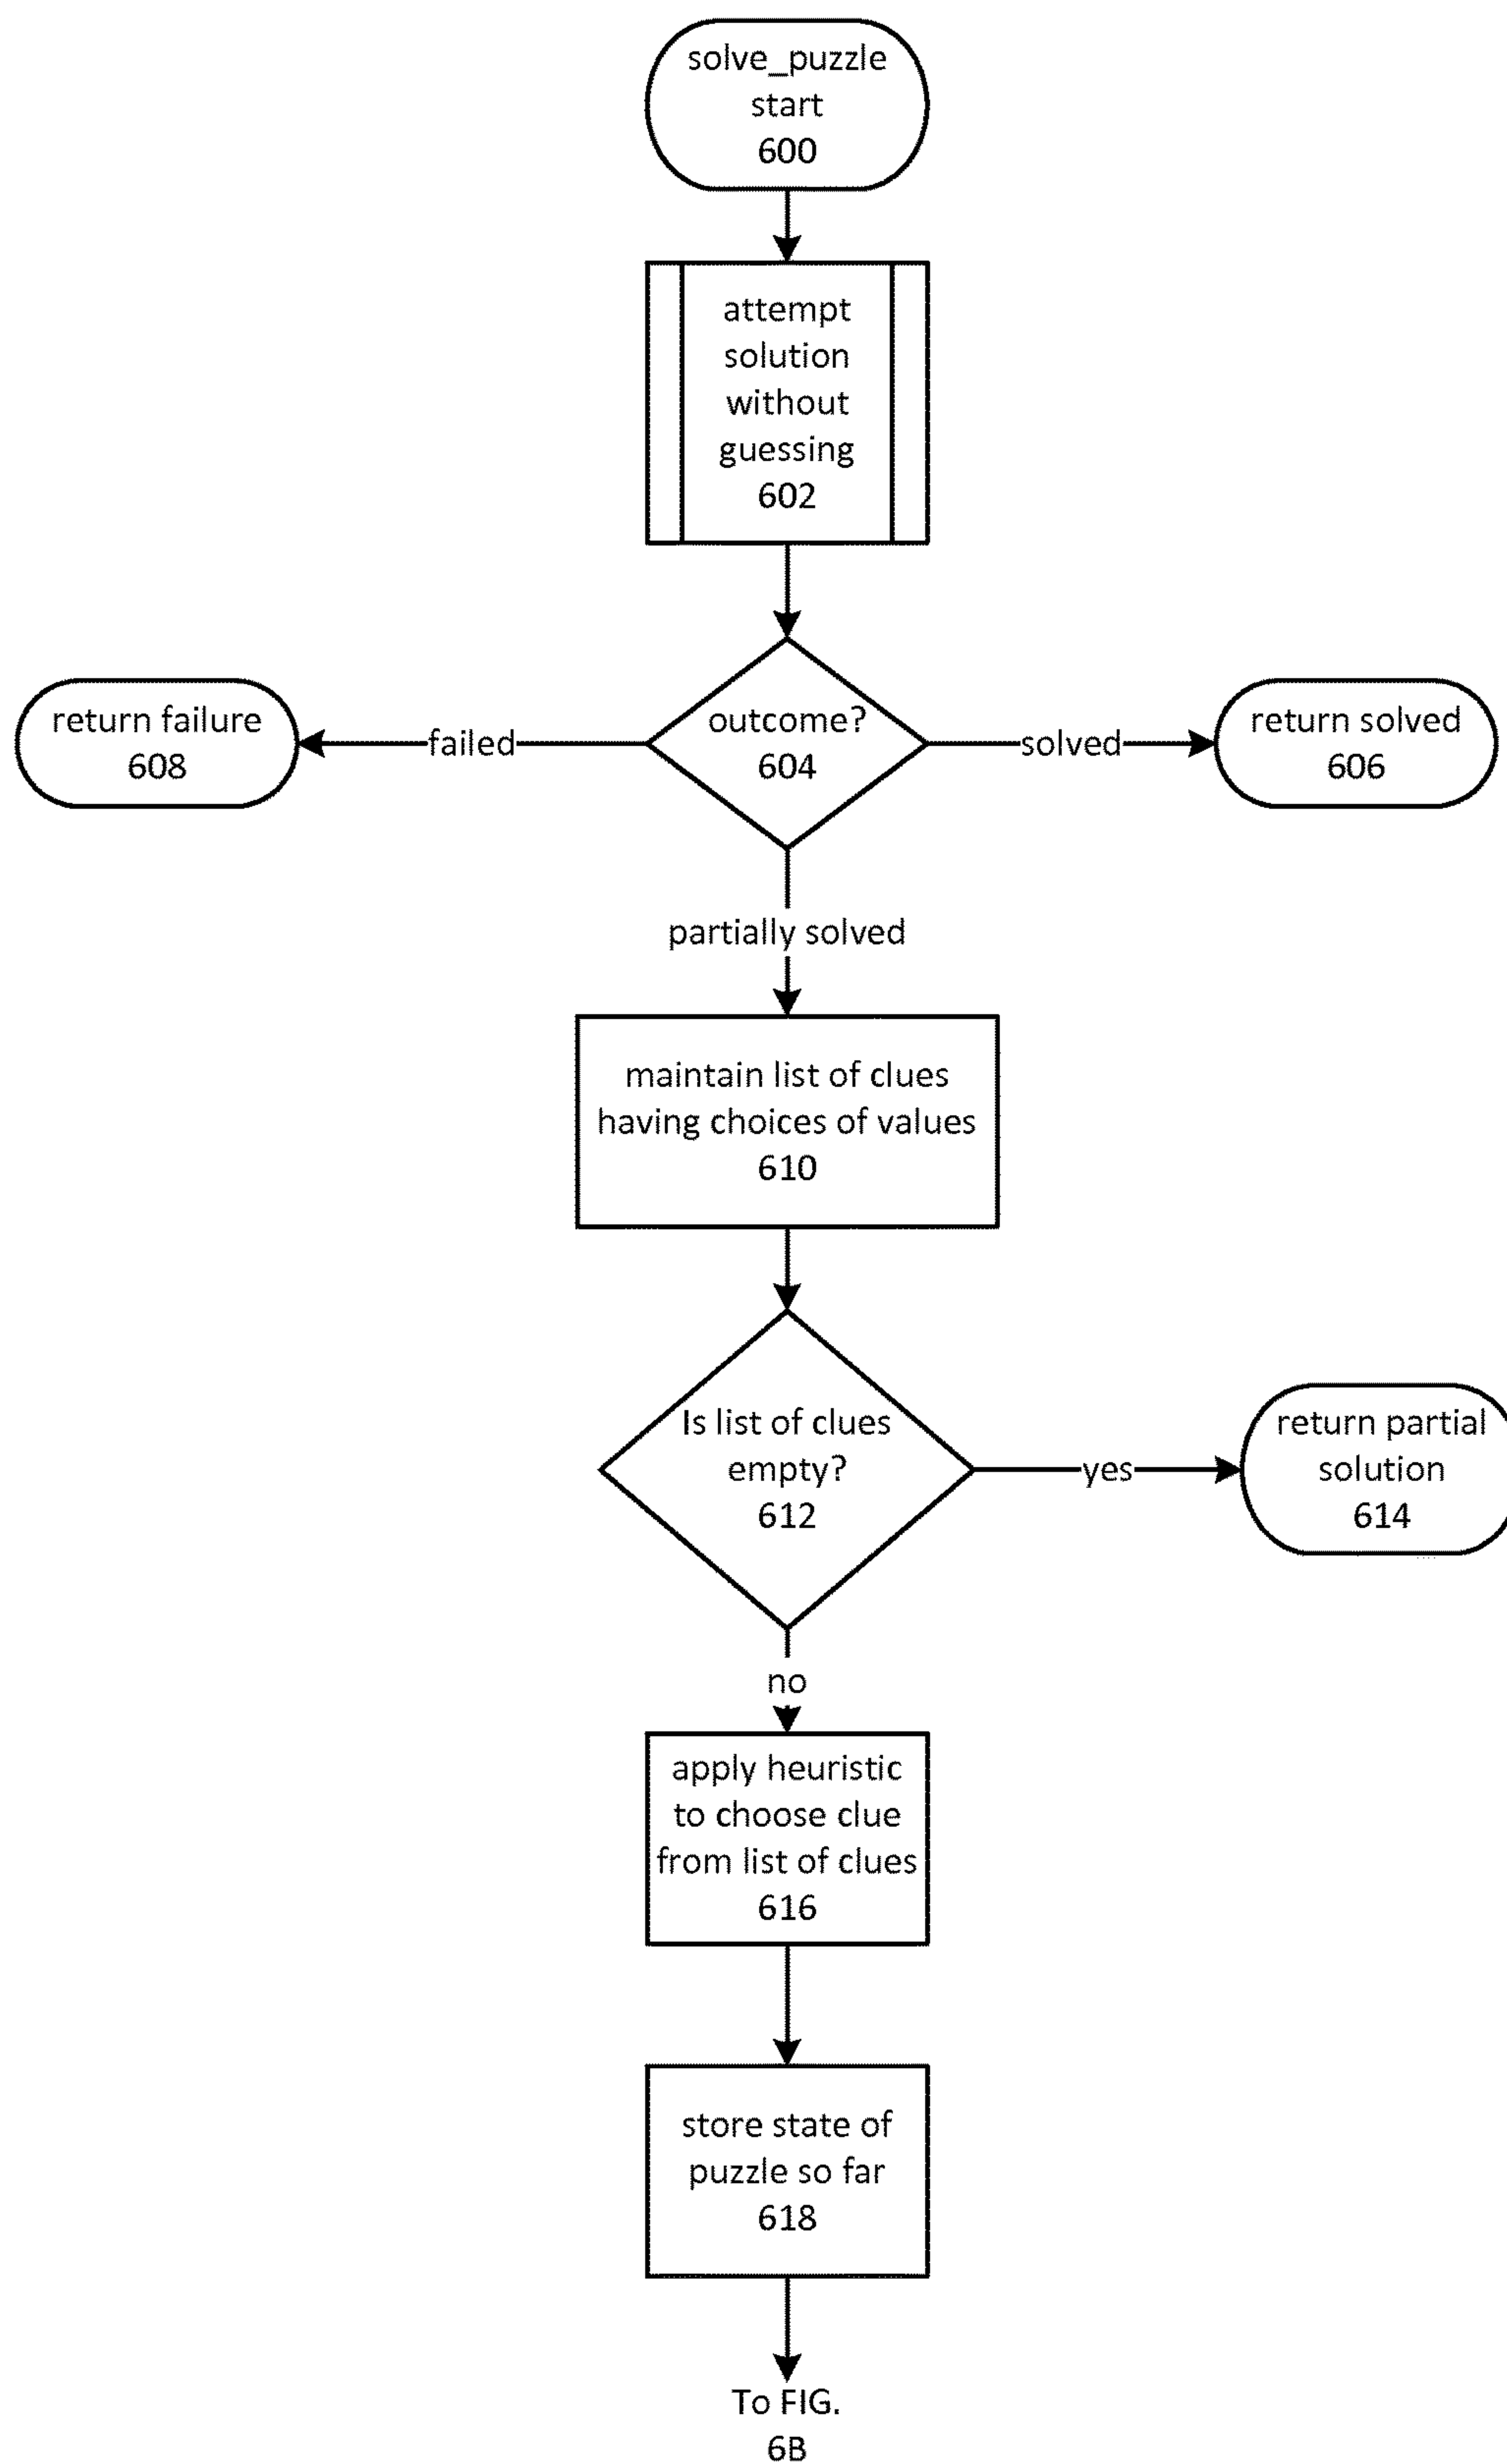 solve_puzzle
start
600
attempt
solution
without
guessing
602
return failure
608
failed
outcome?
604
solved
return solved
606
partially solved
maintain list of clues
having choices of values
610
Is list of clues
empty?
612
yes
return partial
solution
614
no
apply heuristic
to choose clue
from list of clues
616
store state of
puzzle so far
618
To FIG.
6B